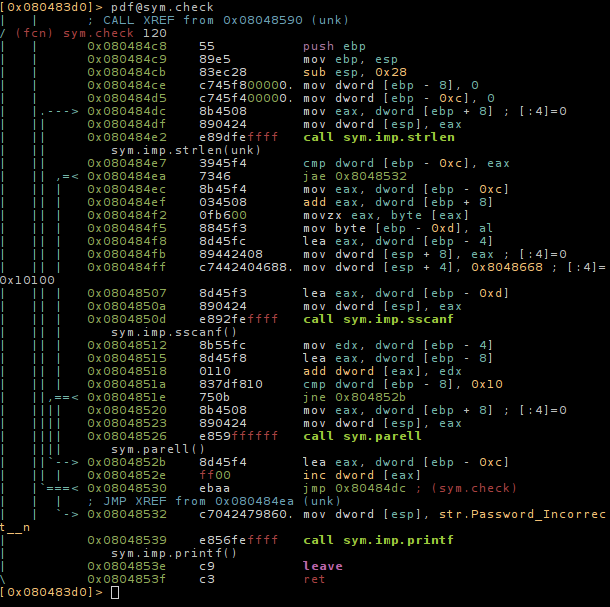 [0x080483d0]> pdf@sym.check
| | ; CALL XREF from 0x08048590 (unk)
/ (fcn) sym.check 120
| | 0x080484c8 55 push ebp
| | 0x080484c9 89e5 mov ebp, esp
| | 0x080484cb 83ec28 sub esp, 0x28
| | 0x080484ce c745f800000. mov dword [ebp - 8], 0
| | 0x080484d5 c745f400000. mov dword [ebp - 0xc], 0
| |.---> 0x080484dc 8b4508 mov eax, dword [ebp + 8] ; [:4]=0
| || 0x080484df 890424 mov dword [esp], eax
| || 0x080484e2 e89dfeffff call sym.imp.strlen
| || sym.imp.strlen(unk)
| || 0x080484e7 3945f4 cmp dword [ebp - 0xc], eax
| || ,=< 0x080484ea 7346 jae 0x8048532
| || | 0x080484ec 8b45f4 mov eax, dword [ebp - 0xc]
| || | 0x080484ef 034508 add eax, dword [ebp + 8]
| || | 0x080484f2 0fb600 movzx eax, byte [eax]
| || | 0x080484f5 8845f3 mov byte [ebp - 0xd], al
| || | 0x080484f8 8d45fc lea eax, dword [ebp - 4]
| || | 0x080484fb 89442408 mov dword [esp + 8], eax ; [:4]=0
| || | 0x080484ff c7442404688. mov dword [esp + 4], 0x8048668 ; [:4]=
0x10100
| || | 0x08048507 8d45f3 lea eax, dword [ebp - 0xd]
| || | 0x0804850a 890424 mov dword [esp], eax
| || | 0x0804850d e892feffff call sym.imp.sscanf
| || | sym.imp.sscanf()
| || | 0x08048512 8b55fc mov edx, dword [ebp - 4]
| || | 0x08048515 8d45f8 lea eax, dword [ebp - 8]
| || | 0x08048518 0110 add dword [eax], edx
| || | 0x0804851a 837df810 cmp dword [ebp - 8], 0x10
| ||,==< 0x0804851e 750b jne 0x804852b
| |||| 0x08048520 8b4508 mov eax, dword [ebp + 8] ; [:4]=0
| |||| 0x08048523 890424 mov dword [esp], eax
| |||| 0x08048526 e859ffffff call sym.parell
| |||| sym.parell()
| ||`--> 0x0804852b 8d45f4 lea eax, dword [ebp - 0xc]
| || | 0x0804852e ff00 inc dword [eax]
| `===< 0x08048530 ebaa jmp 0x80484dc ; (sym.check)
| | | ; JMP XREF from 0x080484ea (unk)
| | `-> 0x08048532 c7042479860. mov dword [esp], str.Password_Incorrec
t__n
| 0x08048539 e856feffff call sym.imp.printf
| sym.imp.printf()
| 0x0804853e c9 leave
\ 0x0804853f c3 ret
[0x080483d0]>